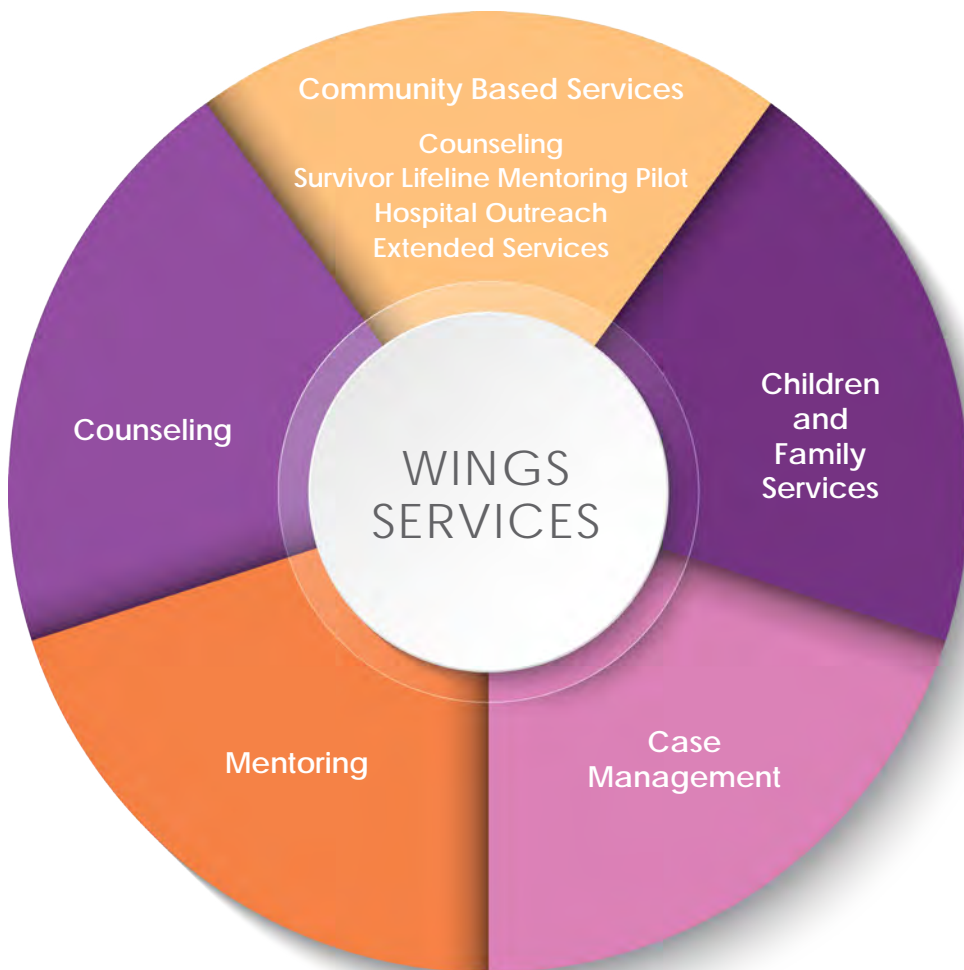 Community Based Services
Counseling
Survivor Lifeline Mentoring Pilot
Hospital Outreach
Extended Services
Children
and
Family
Services
Counseling
WINGS
SERVICES
Mentoring
Case
Management